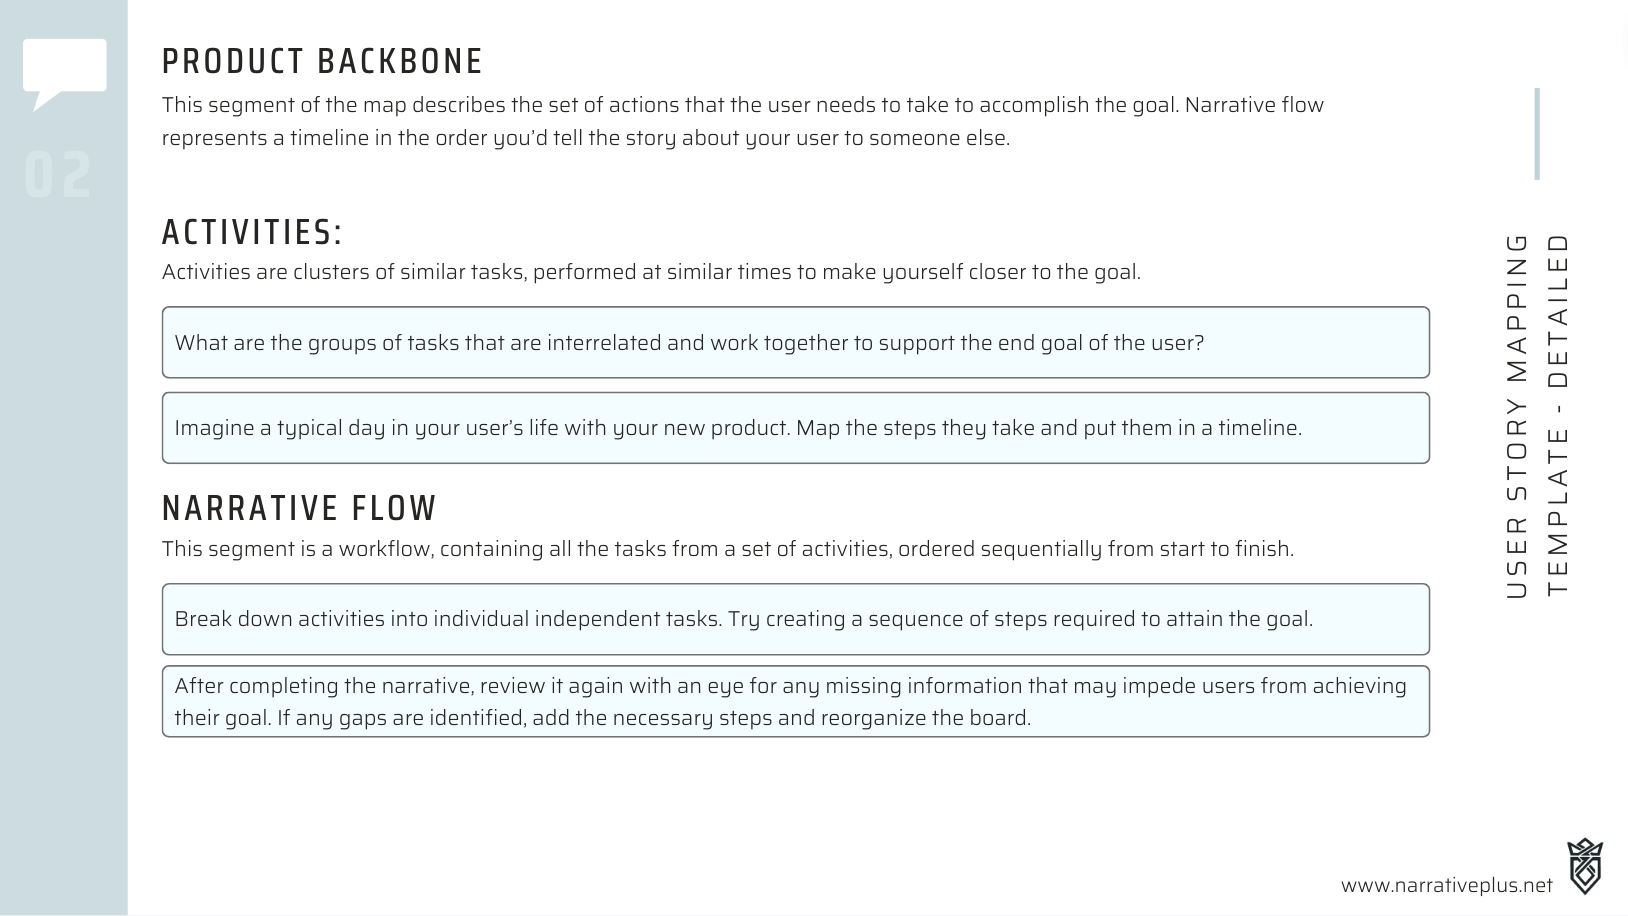 02
PRODUCT BACKBONE
This segment of the map describes the set of actions that the user needs to take to accomplish the goal. Narrative flow
represents a timeline in the order you’d tell the story about your user to someone else.
ACTIVITIES:
Activities are clusters of similar tasks, performed at similar times to make yourself closer to the goal.
What are the groups of tasks that are interrelated and work together to support the end goal of the user?
Imagine a typical day in your user’s life with your new product. Map the steps they take and put them in a timeline.
NARRATIVE FLOW
This segment is a workflow, containing all the tasks from a set of activities, ordered sequentially from start to finish.
Break down activities into individual independent tasks. Try creating a sequence of steps required to attain the goal.
After completing the narrative, review it again with an eye for any missing information that may impede users from achieving
their goal. If any gaps are identified, add the necessary steps and reorganize the board.
USER STORY MAPPING
TEMPLATE - DETAILED
www.narrativeplus.net